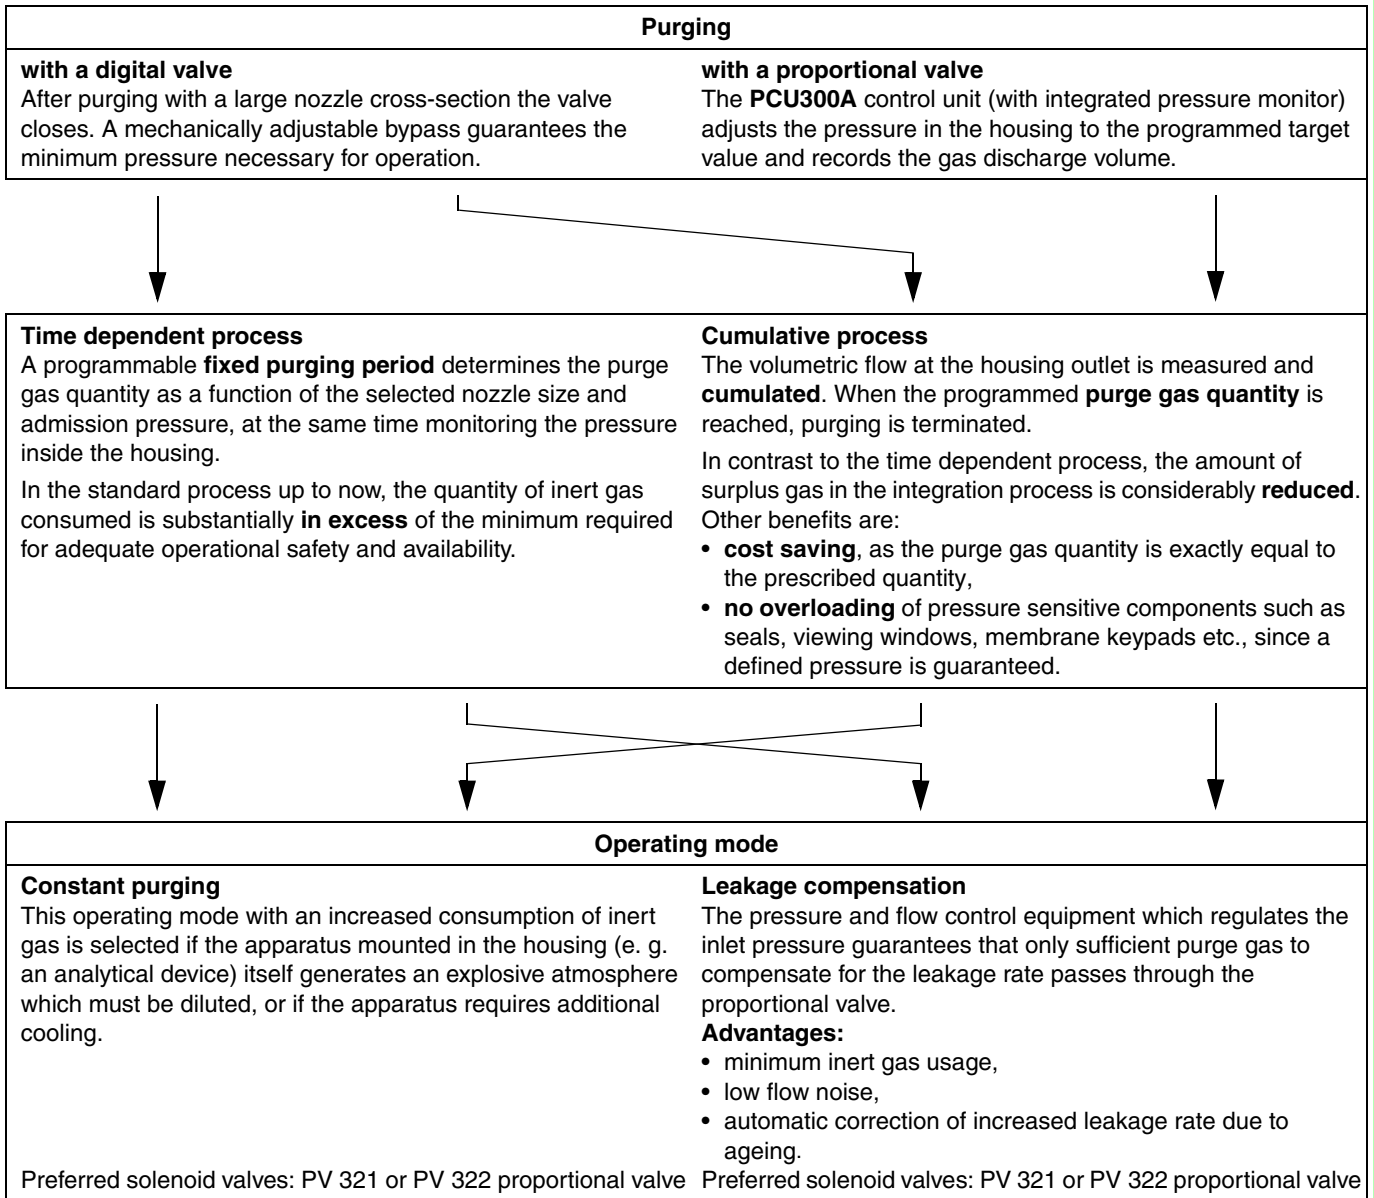 Purging
with a digital valve
After purging with a large nozzle cross-section the valve
closes. A mechanically adjustable bypass guarantees the
minimum pressure necessary for operation.
with a proportional valve
The PCU300A control unit (with integrated pressure monitor)
adjusts the pressure in the housing to the programmed target
value and records the gas discharge volume.
Time dependent process
A programmable fixed purging period determines the purge
gas quantity as a function of the selected nozzle size and
admission pressure, at the same time monitoring the pressure
inside the housing.
In the standard process up to now, the quantity of inert gas
consumed is substantially in excess of the minimum required
for adequate operational safety and availability.
Cumulative process
The volumetric flow at the housing outlet is measured and
cumulated. When the programmed purge gas quantity is
reached, purging is terminated.
In contrast to the time dependent process, the amount of
surplus gas in the integration process is considerably reduced.
Other benefits are:
• cost saving, as the purge gas quantity is exactly equal to
the prescribed quantity,
• no overloading of pressure sensitive components such as
seals, viewing windows, membrane keypads etc., since a
defined pressure is guaranteed.
Operating mode
Constant purging
This operating mode with an increased consumption of inert
gas is selected if the apparatus mounted in the housing (e. g.
an analytical device) itself generates an explosive atmosphere
which must be diluted, or if the apparatus requires additional
cooling.
Preferred solenoid valves: PV 321 or PV 322 proportional valve
Leakage compensation
The pressure and flow control equipment which regulates the
inlet pressure guarantees that only sufficient purge gas to
compensate for the leakage rate passes through the
proportional valve.
Advantages:
• minimum inert gas usage,
• low flow noise,
• automatic correction of increased leakage rate due to
ageing.
Preferred solenoid valves: PV 321 or PV 322 proportional valve